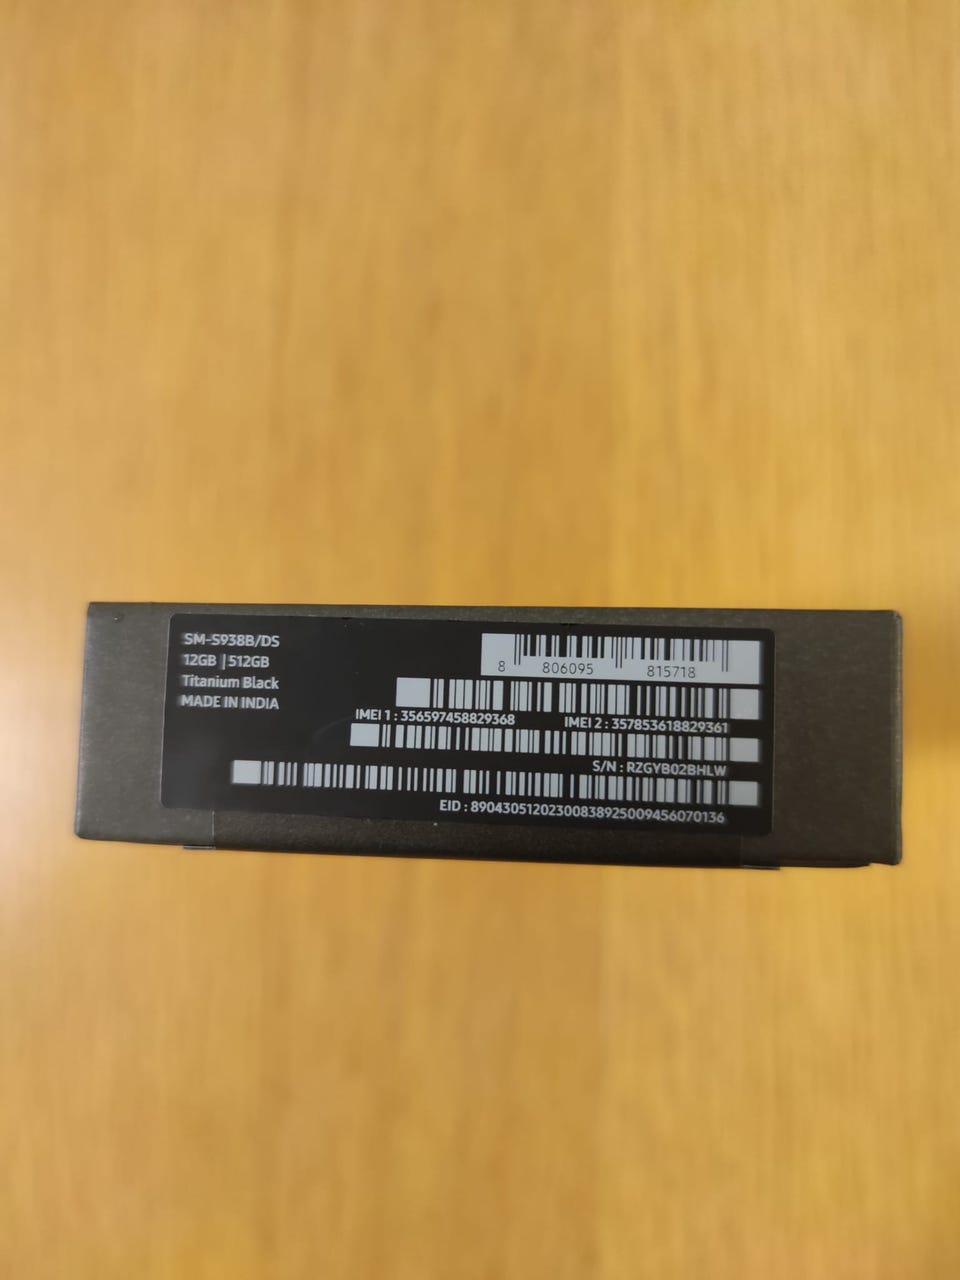 SM-S938B/DS
12GB | 512GB
Titanium Black
MADE IN INDIA
8 806095 815718
IMEI 1 : 356597458829368 IMEI 2 : 357853618829361
S/N : RZGYB02BHLW
EID : 89043051202300838925009456070136